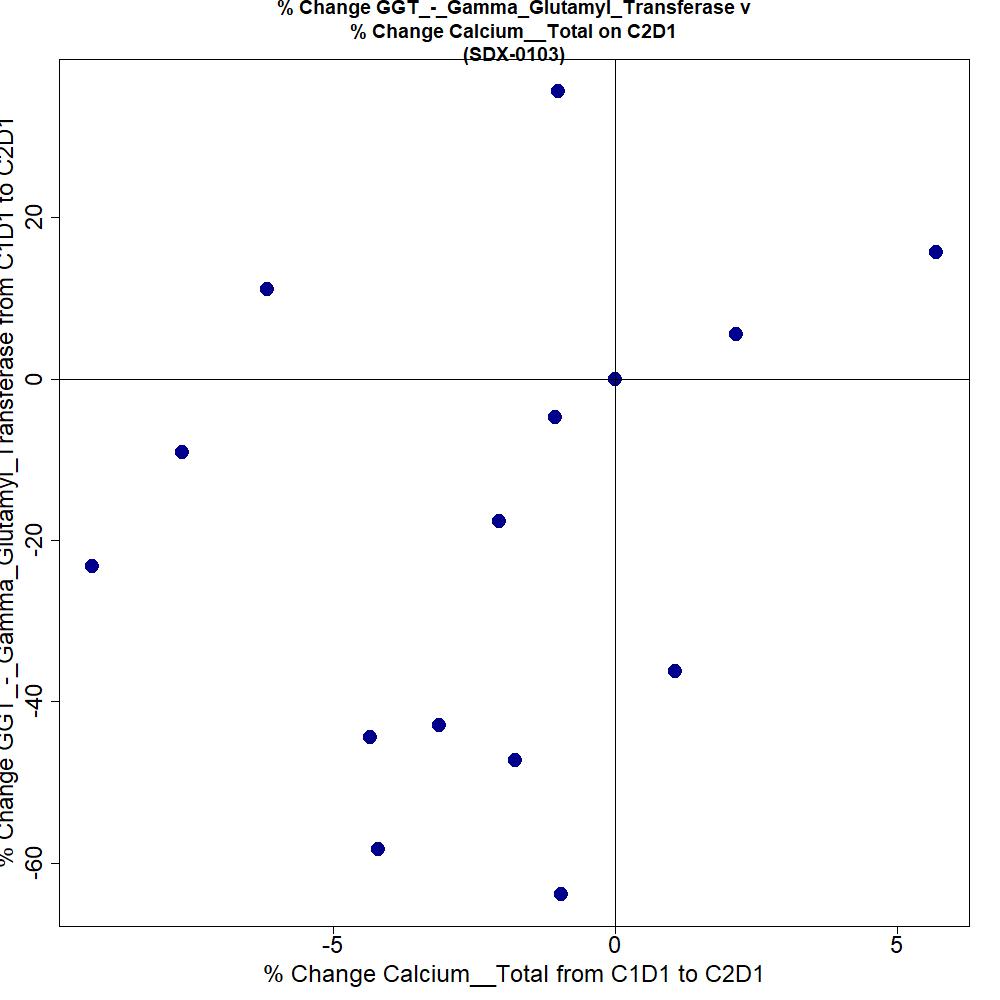 % Change GGT_-_Gamma_Glutamyl_Transferase v
% Change Calcium__Total on C2D1
(SDX-0103)
% Change GGT_-_Gamma_Glutamyl_Transferase from C1D1 to C2D1
20
0
-20
-40
-60
-5
0
5
% Change Calcium__Total from C1D1 to C2D1